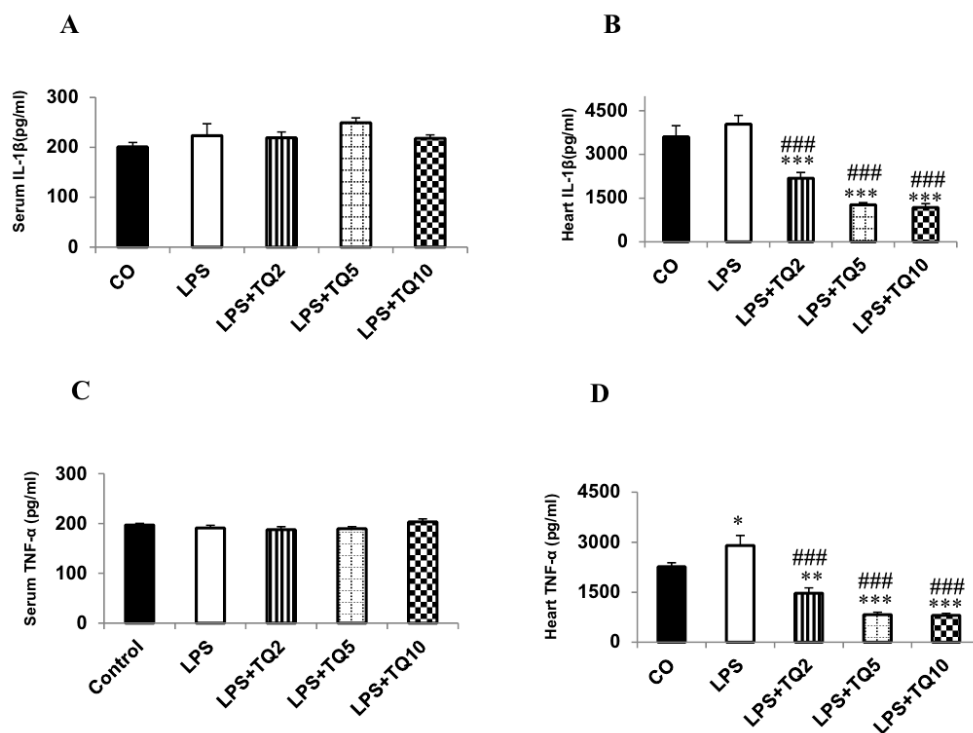 A
B
Serum IL-1β(pg/ml)
300
200
100
0
CO
LPS
LPS+TQ2
LPS+TQ5
LPS+TQ10
Heart IL-1β(pg/ml)
4500
3000
1500
0
###
***
###
***
###
***
CO
LPS
LPS+TQ2
LPS+TQ5
LPS+TQ10
C
D
Serum TNF-α (pg/ml)
300
200
100
0
Control
LPS
LPS+TQ2
LPS+TQ5
LPS+TQ10
Heart TNF-α (pg/ml)
4500
3000
1500
0
*
###
**
###
***
###
***
CO
LPS
LPS+TQ2
LPS+TQ5
LPS+TQ10